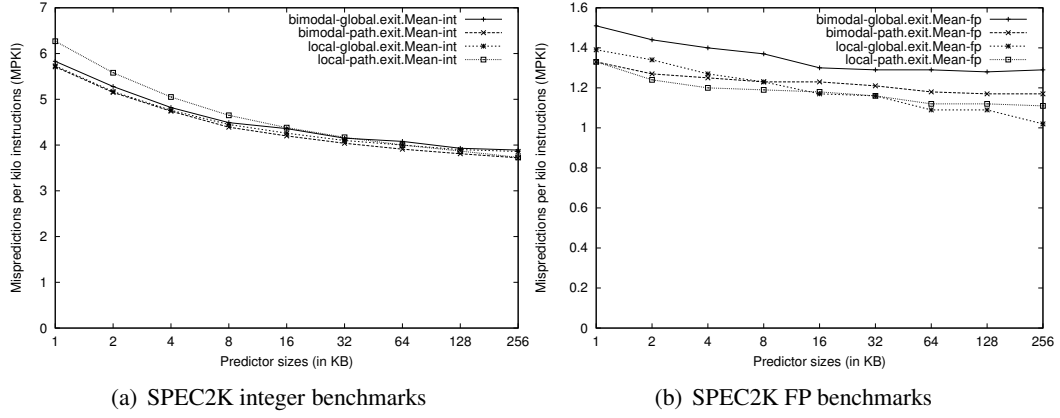 7
6
5
4
3
2
1
0
1 2 4 8 16 32 64 128 256
Mispredictions per kilo instructions (MPKI)
Predictor sizes (in KB)
bimodal-global.exit.Mean-int
bimodal-path.exit.Mean-int
local-global.exit.Mean-int
local-path.exit.Mean-int
(a) SPEC2K integer benchmarks
1.6
1.4
1.2
1
0.8
0.6
0.4
0.2
0
1 2 4 8 16 32 64 128 256
Mispredictions per kilo instructions (MPKI)
Predictor sizes (in KB)
bimodal-global.exit.Mean-fp
bimodal-path.exit.Mean-fp
local-global.exit.Mean-fp
local-path.exit.Mean-fp
(b) SPEC2K FP benchmarks